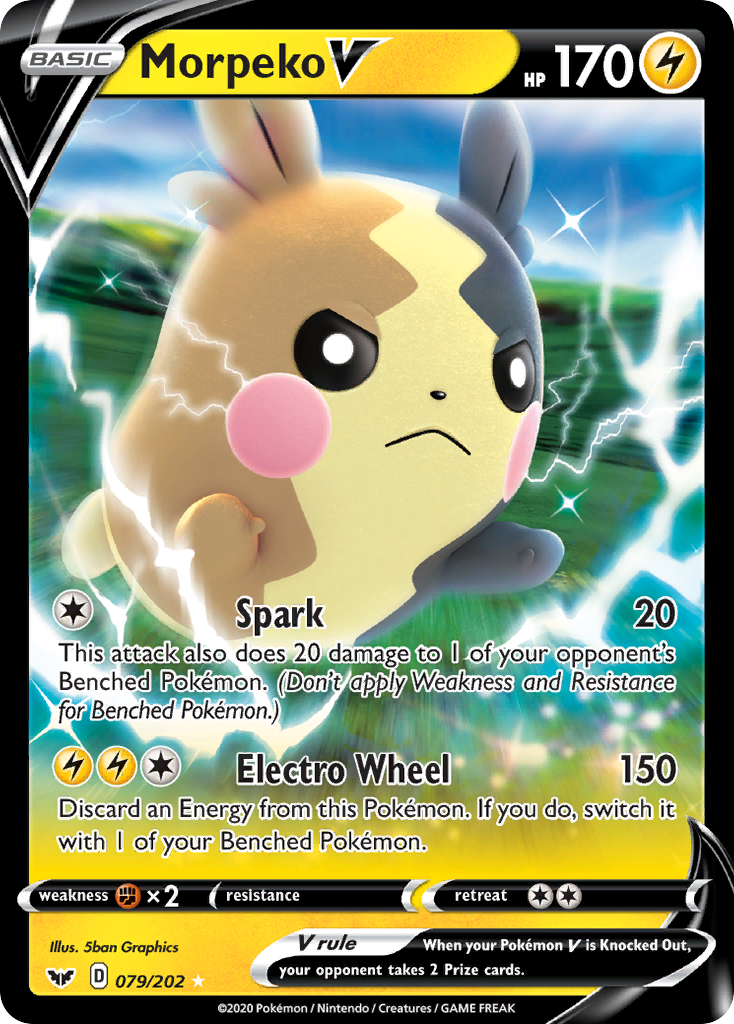 BASIC Morpeko V HP 170
Spark 20
This attack also does 20 damage to 1 of your opponent's
Benched Pokémon. (Don't apply Weakness and Resistance
for Benched Pokémon.)
Electro Wheel 150
Discard an Energy from this Pokémon. If you do, switch it
with 1 of your Benched Pokémon.
weakness ×2 resistance retreat
Illus. 5ban Graphics
V rule When your Pokémon V is Knocked Out,
your opponent takes 2 Prize cards.
D 079/202
©2020 Pokémon / Nintendo / Creatures / GAME FREAK